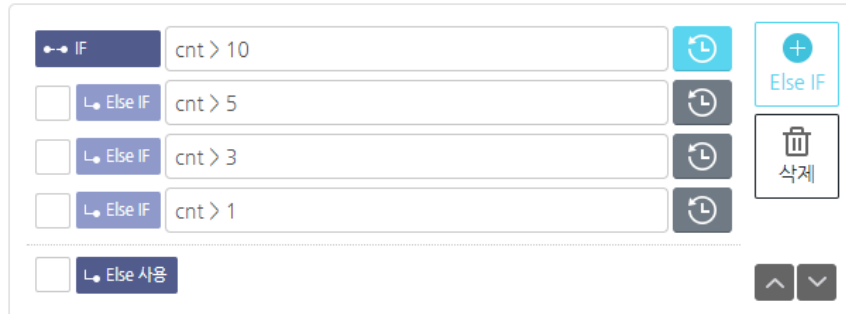 IF cnt > 10
Else IF cnt > 5
Else IF cnt > 3
Else IF cnt > 1
Else 사용
Else IF
삭제